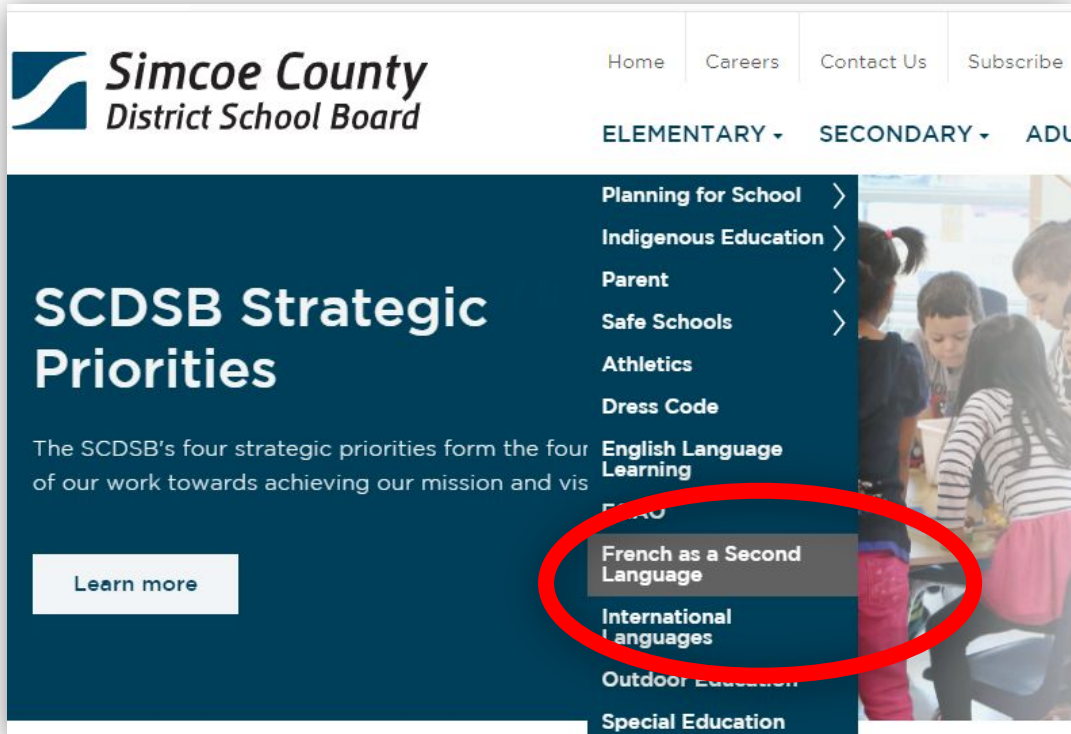 Simcoe County
District School Board
Home
Careers
Contact Us
Subscribe
ELEMENTARY
SECONDARY
SCDSB Strategic
Priorities
The SCDSB's four strategic priorities form the
of our work towards achieving our mission and
Learn more
Planning for School
Indigenous Education
Parent
Safe Schools
Athletics
Dress Code
English Language
Learning
French as a Second
Language
International
Languages
Outdoor Education
Special Education